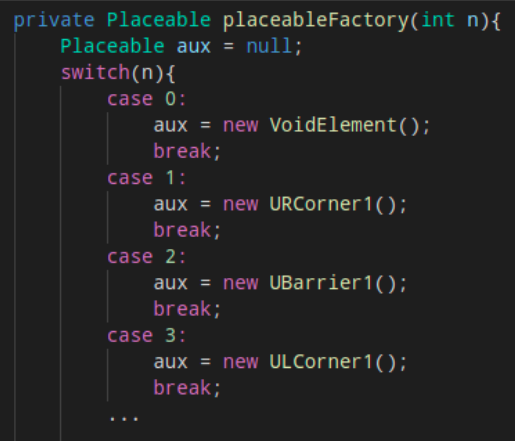 private Placeable placeableFactory(int n){
    Placeable aux = null;
    switch(n){
        case 0:
            aux = new VoidElement();
            break;
        case 1:
            aux = new URCorner1();
            break;
        case 2:
            aux = new UBarrier1();
            break;
        case 3:
            aux = new ULCorner1();
            break;
        ...